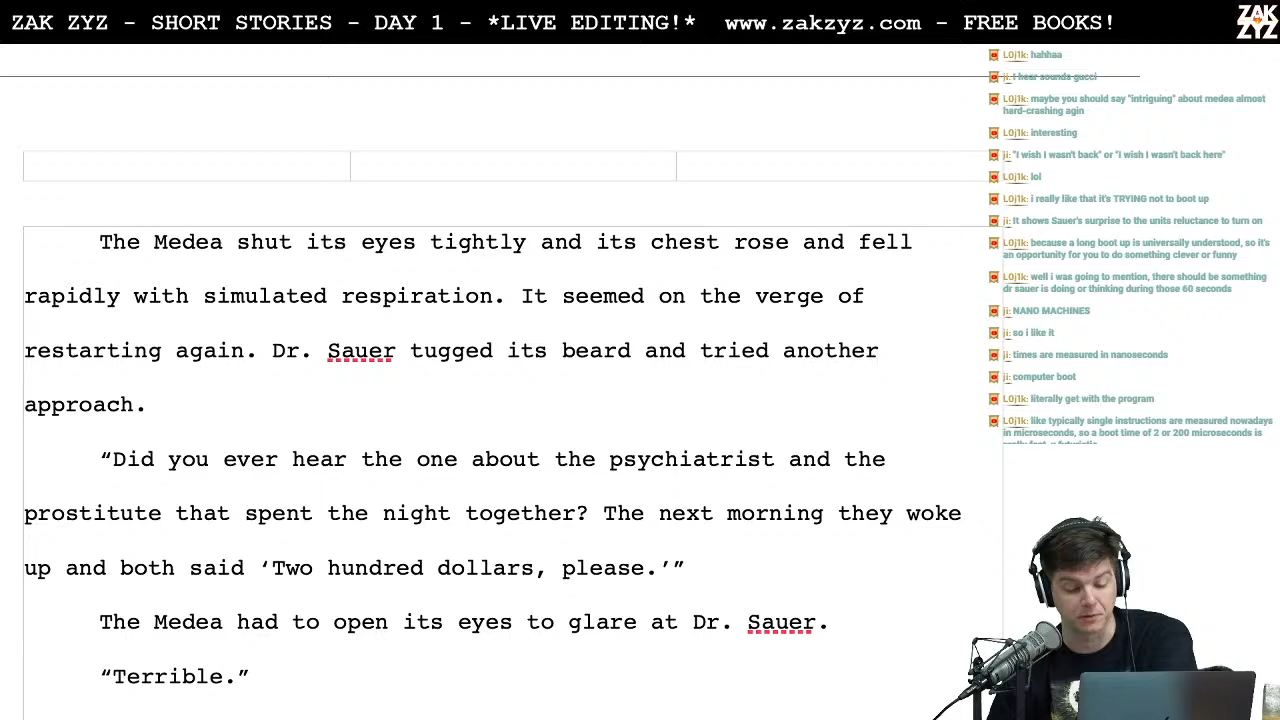 ZAK ZYZ - SHORT STORIES - DAY 1 - *LIVE EDITING!* www.zakzyz.com - FREE BOOKS!
ZAK
ZYZ
L0j1k: hahhaa
ji: I hear sounds gucci
L0j1k: maybe you should say "intriguing" about medea almost
hard-crashing agin
L0j1k: interesting
ji: "I wish I wasn't back" or "I wish I wasn't back here"
L0j1k: lol
L0j1k: i really like that it's TRYING not to boot up
ji: It shows Sauer's surprise to the units reluctance to turn on
L0j1k: because a long boot up is universally understood, so it's
an opportunity for you to do something clever or funny
L0j1k: well i was going to mention, there should be something
dr sauer is doing or thinking during those 60 seconds
ji: NANO MACHINES
ji: so i like it
ji: times are measured in nanoseconds
ji: computer boot
L0j1k: literally get with the program
L0j1k: like typically single instructions are measured nowadays
in microseconds, so a boot time of 2 or 200 microseconds is
The Medea shut its eyes tightly and its chest rose and fell
rapidly with simulated respiration. It seemed on the verge of
restarting again. Dr. Sauer tugged its beard and tried another
approach.
“Did you ever hear the one about the psychiatrist and the
prostitute that spent the night together? The next morning they woke
up and both said ‘Two hundred dollars, please.’”
The Medea had to open its eyes to glare at Dr. Sauer.
“Terrible.”